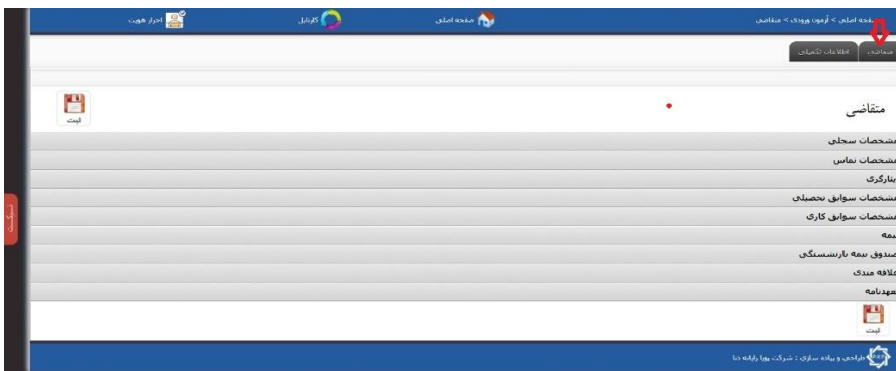 صفحه اصلی > آزمون ورودی > متقاضی
صفحه اصلی
کارتابل
احراز هویت
متقاضی
اطلاعات تکمیلی
متقاضی
ثبت
مشخصات سجلی
مشخصات تماس
ایثارگری
مشخصات سوابق تحصیلی
مشخصات سوابق کاری
بیمه
صندوق بیمه بازنشستگی
علاقه مندی
تعهدنامه
ثبت
طراحی و پیاده سازی : شرکت پویا رایانه دنا